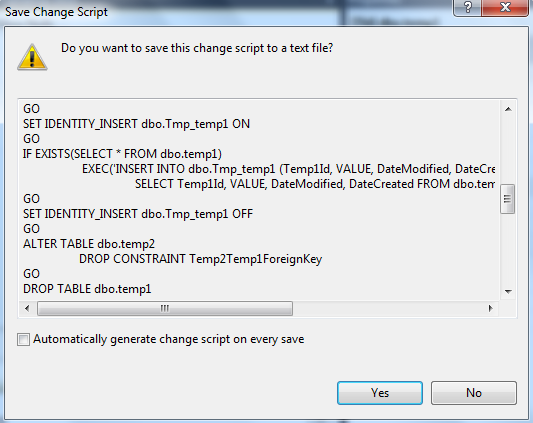 Save Change Script
?
Do you want to save this change script to a text file?
GO
SET IDENTITY_INSERT dbo.Tmp_temp1 ON
GO
IF EXISTS(SELECT * FROM dbo.temp1)
EXEC('INSERT INTO dbo.Tmp_temp1 (Temp1Id, VALUE, DateModified, DateCre
SELECT Temp1Id, VALUE, DateModified, DateCreated FROM dbo.tem
GO
SET IDENTITY_INSERT dbo.Tmp_temp1 OFF
GO
ALTER TABLE dbo.temp2
DROP CONSTRAINT Temp2Temp1ForeignKey
GO
DROP TABLE dbo.temp1
Automatically generate change script on every save
Yes
No